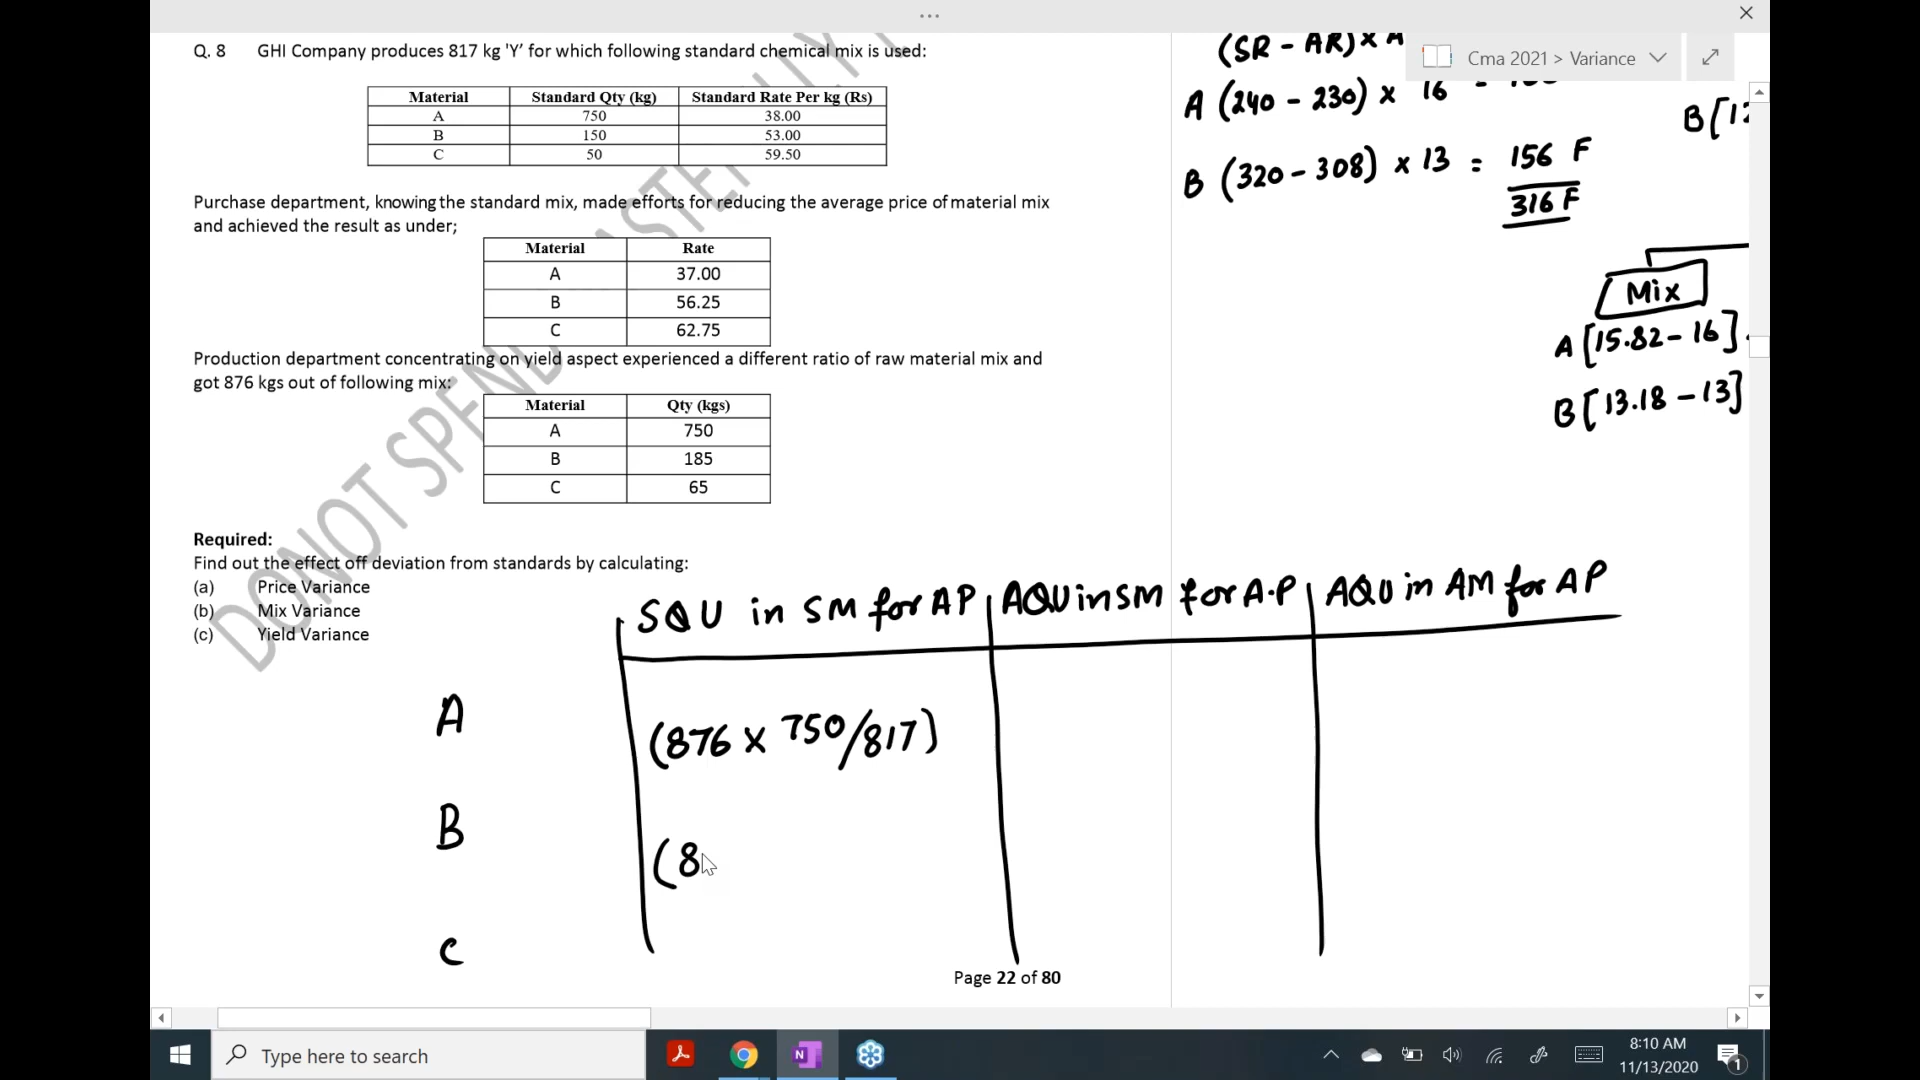 Q. 8 GHI Company produces 817 kg 'Y’ for which following standard chemical mix is used:
Material Standard Qty (kg) Standard Rate Per kg (Rs)
A 750 38.00
B 150 53.00
C 50 59.50
Purchase department, knowing the standard mix, made efforts for reducing the average price of material mix
and achieved the result as under;
Material Rate
A 37.00
B 56.25
C 62.75
Production department concentrating on yield aspect experienced a different ratio of raw material mix and
got 876 kgs out of following mix:
Material Qty (kgs)
A 750
B 185
C 65
Required:
Find out the effect off deviation from standards by calculating:
(a) Price Variance
(b) Mix Variance
(c) Yield Variance
DONOT SPEND
(SR - AR) x A
A (240 - 230) x 16 =
B (320 - 308) x 13 = 156 F
316 F
B [12
Mix
A [15.82 - 16]
B [13.18 - 13]
Cma 2021 > Variance
SQU in SM for AP AQU in SM for A.P AQU in AM for AP
A (876 x 750/817)
B (8
C
Page 22 of 80
Type here to search
N
8:10 AM
11/13/2020
1